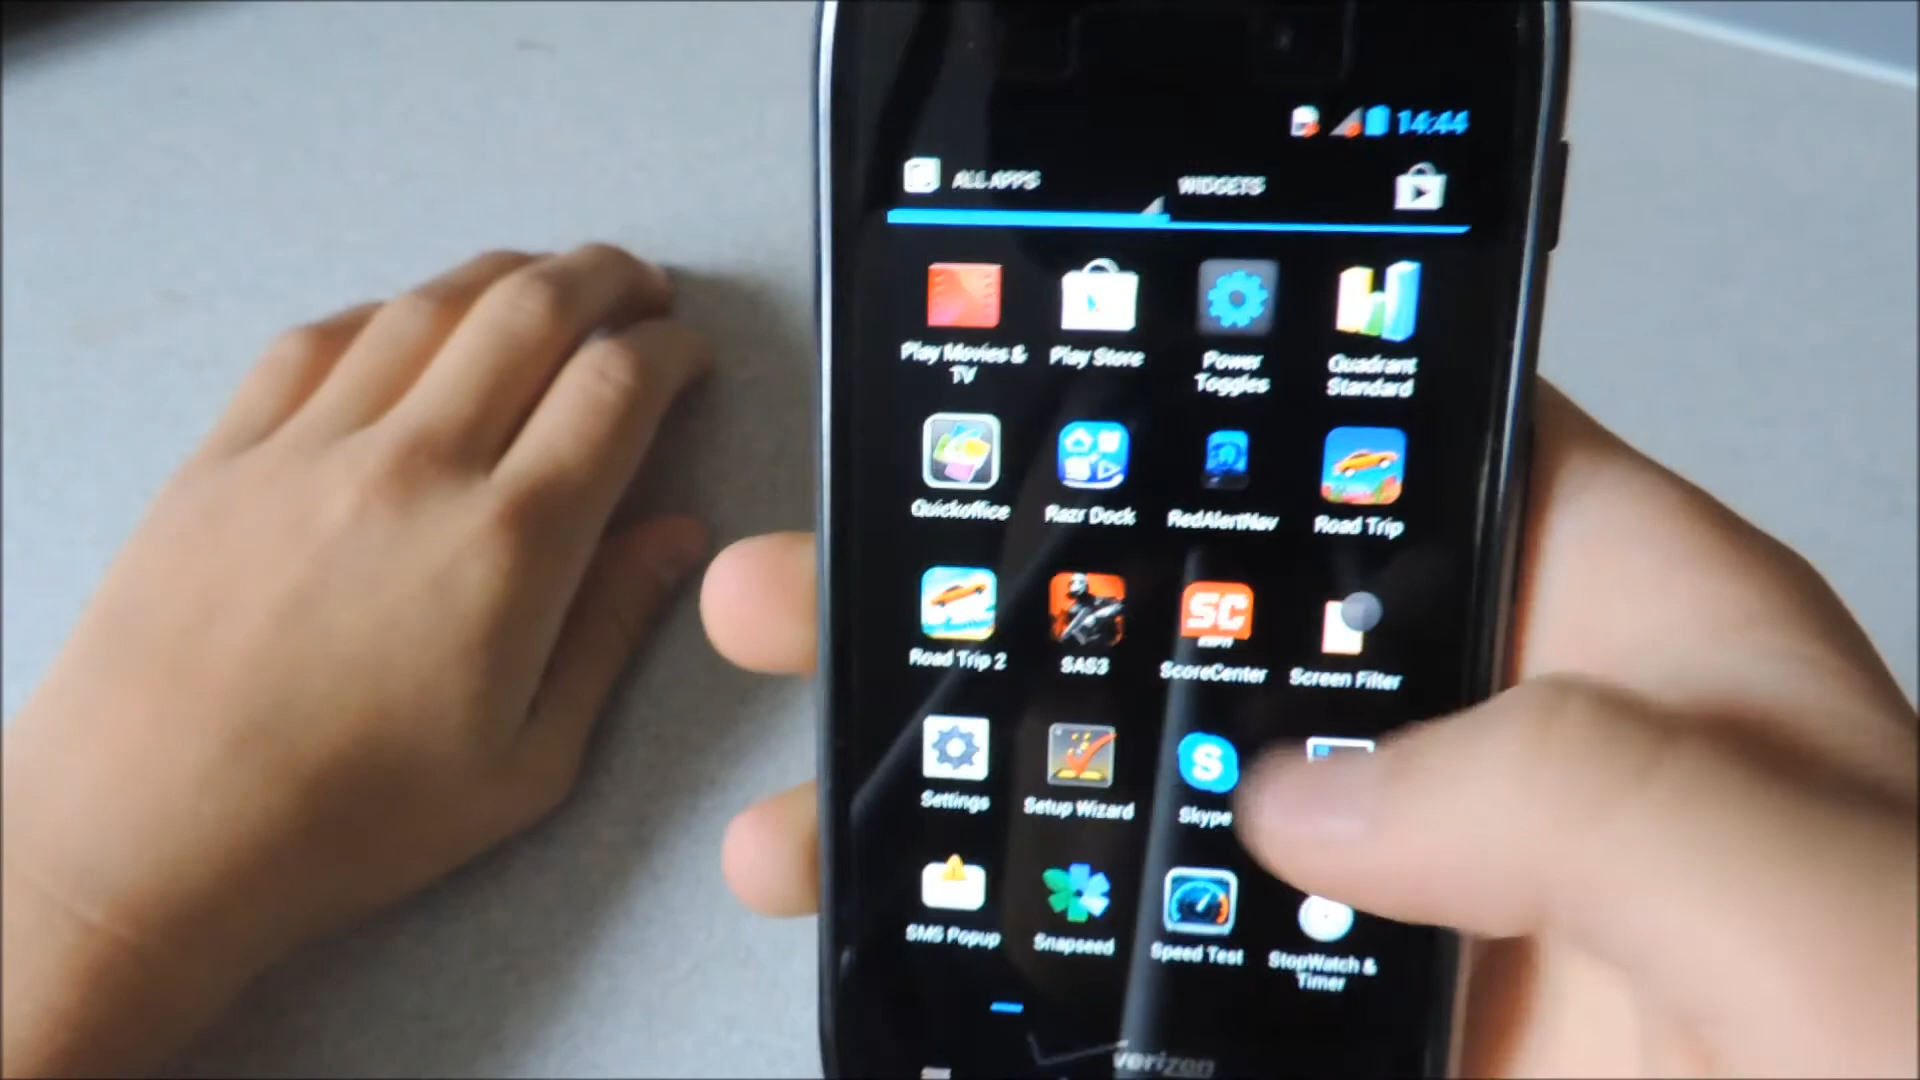 14:44
ALL APPS
WIDGETS
Play Movies &
TV
Play Store
Power
Toggles
Quadrant
Standard
Quickoffice
Razr Dock
RedAlertNav
Road Trip
Road Trip 2
SAS3
SC
ESPN
ScoreCenter
Screen Filter
Settings
Setup Wizard
S
Skype
SMS Popup
Snapseed
Speed Test
StopWatch &
Timer
verizon